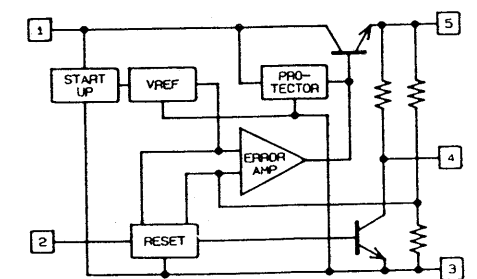 1
5
START
UP
VREF
PRO-
TECTOR
ERROR
AMP
4
2
RESET
3